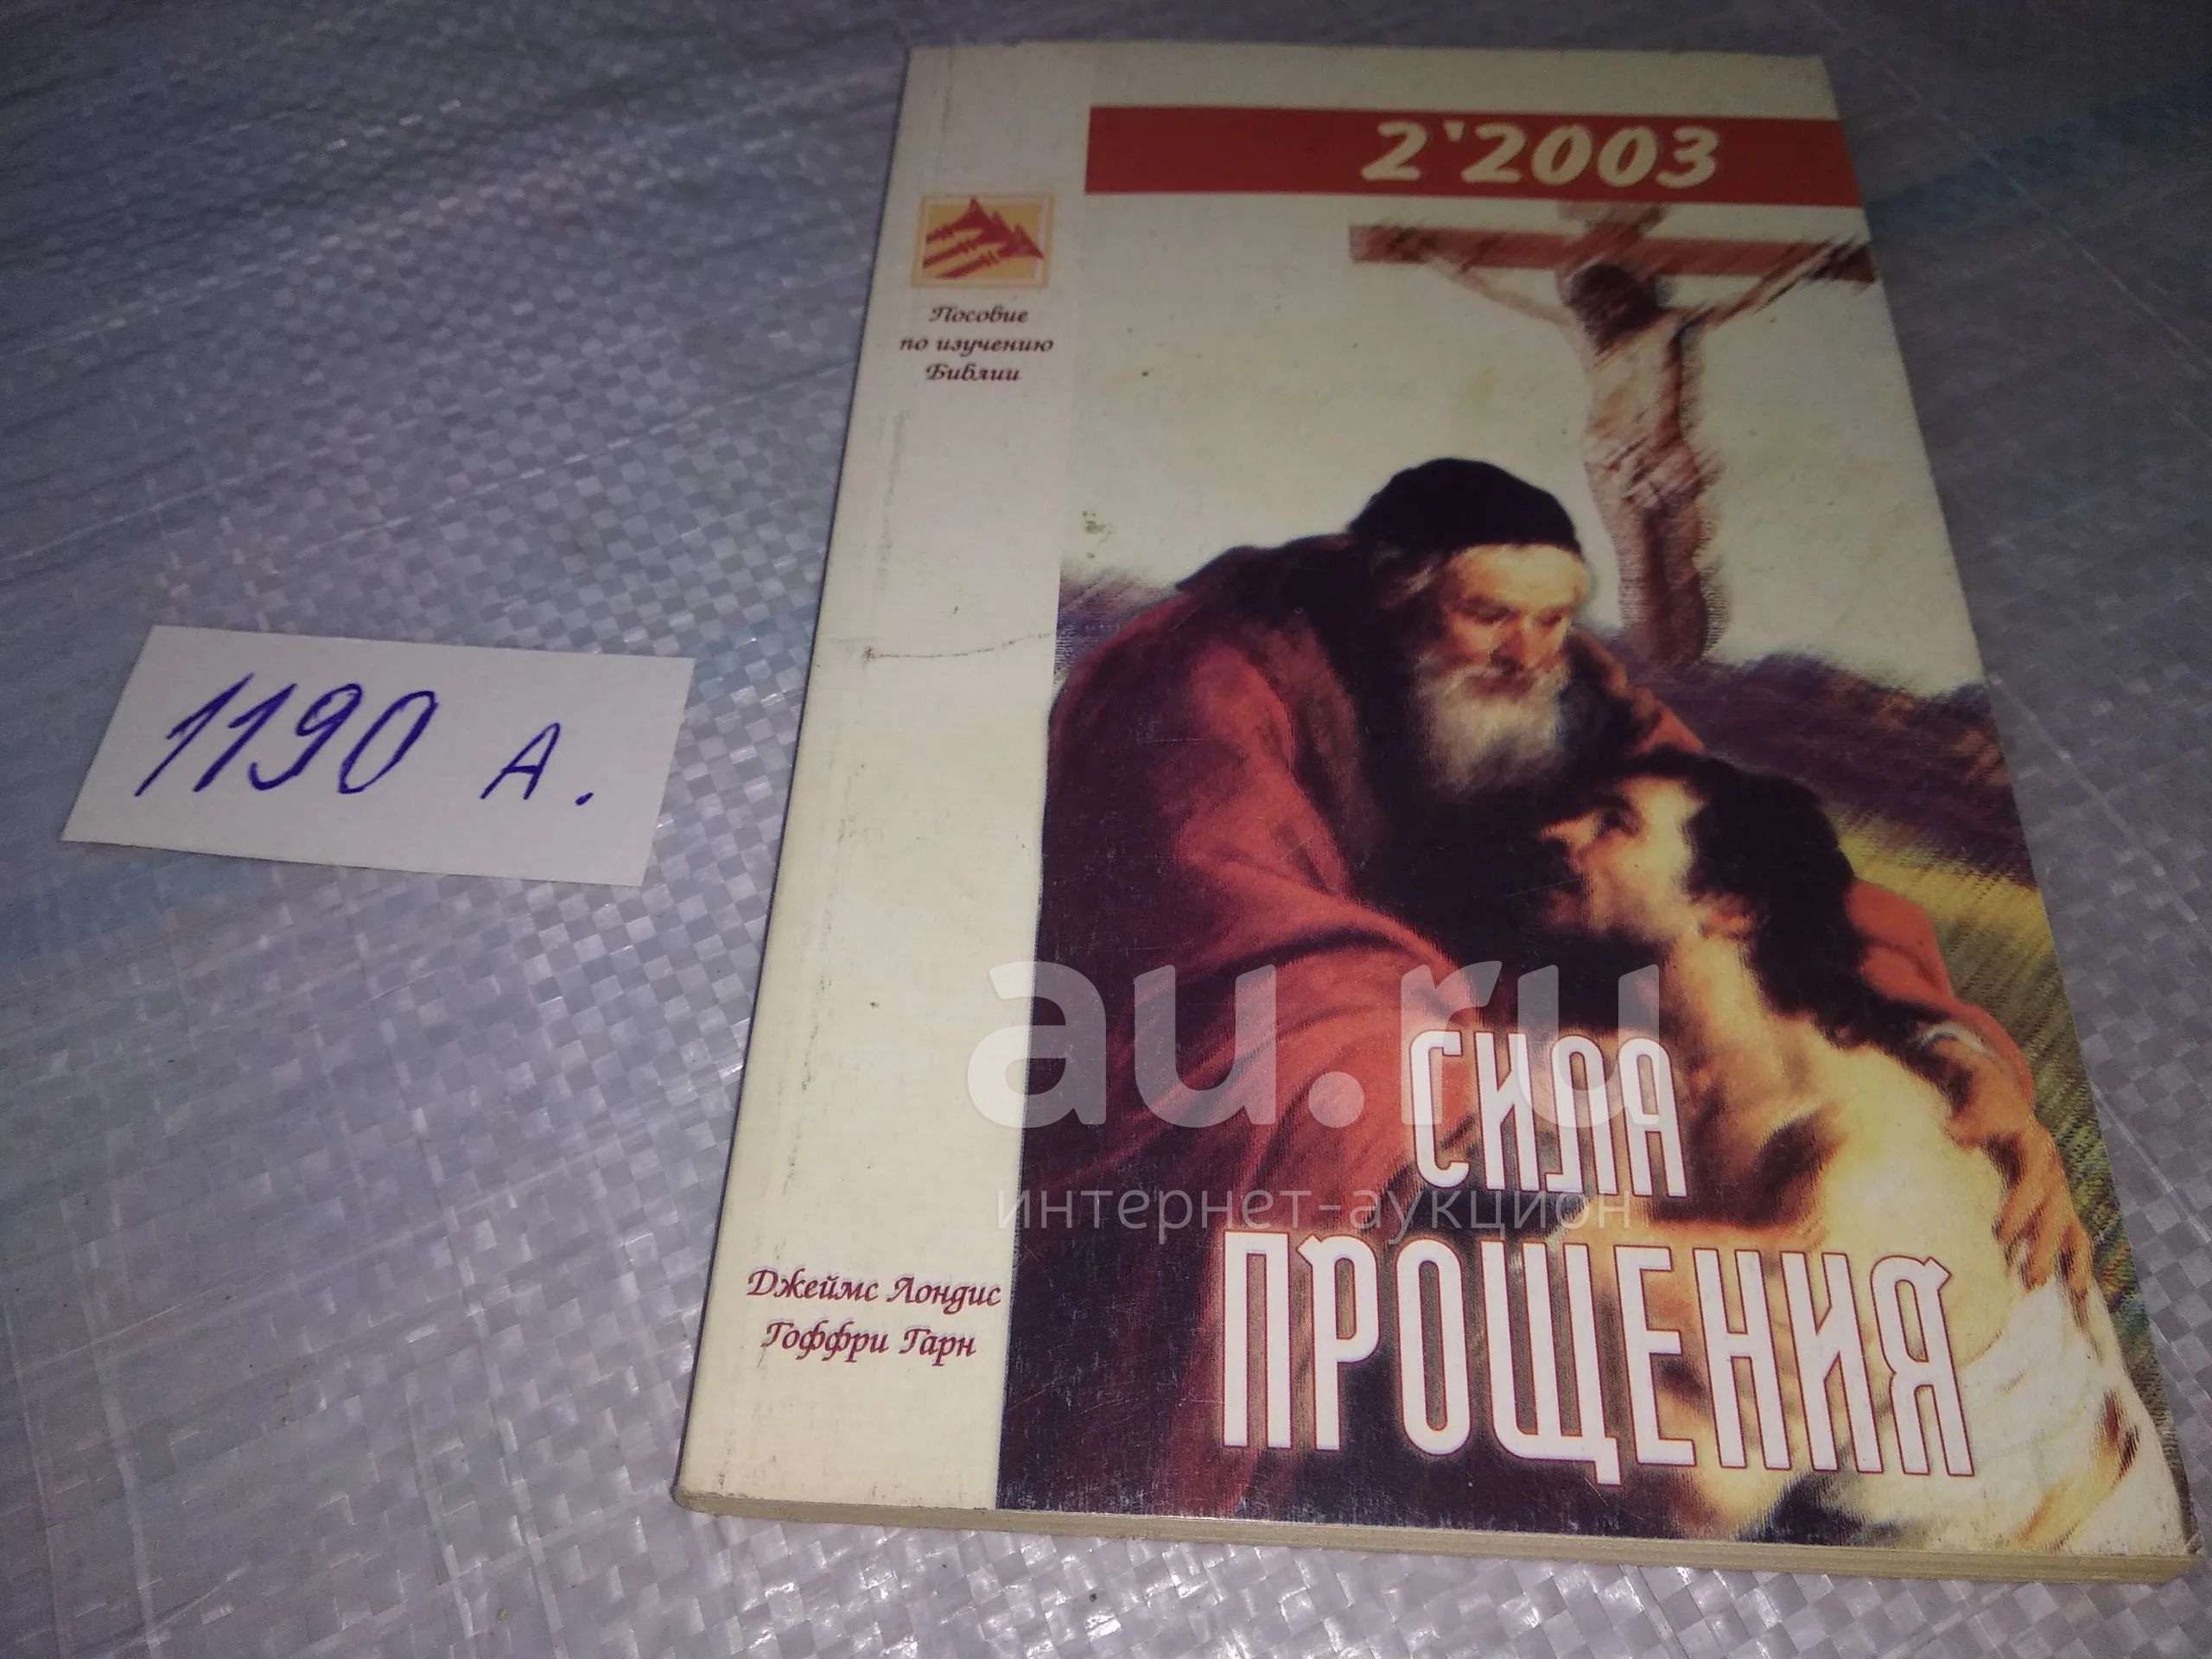 2'2003
Пособие
по изучению
Библии
1190 А.
au.ru
интернет-аукцион
СИЛА
ПРОЩЕНИЯ
Джеймс Лондис
Гоффри Гарн